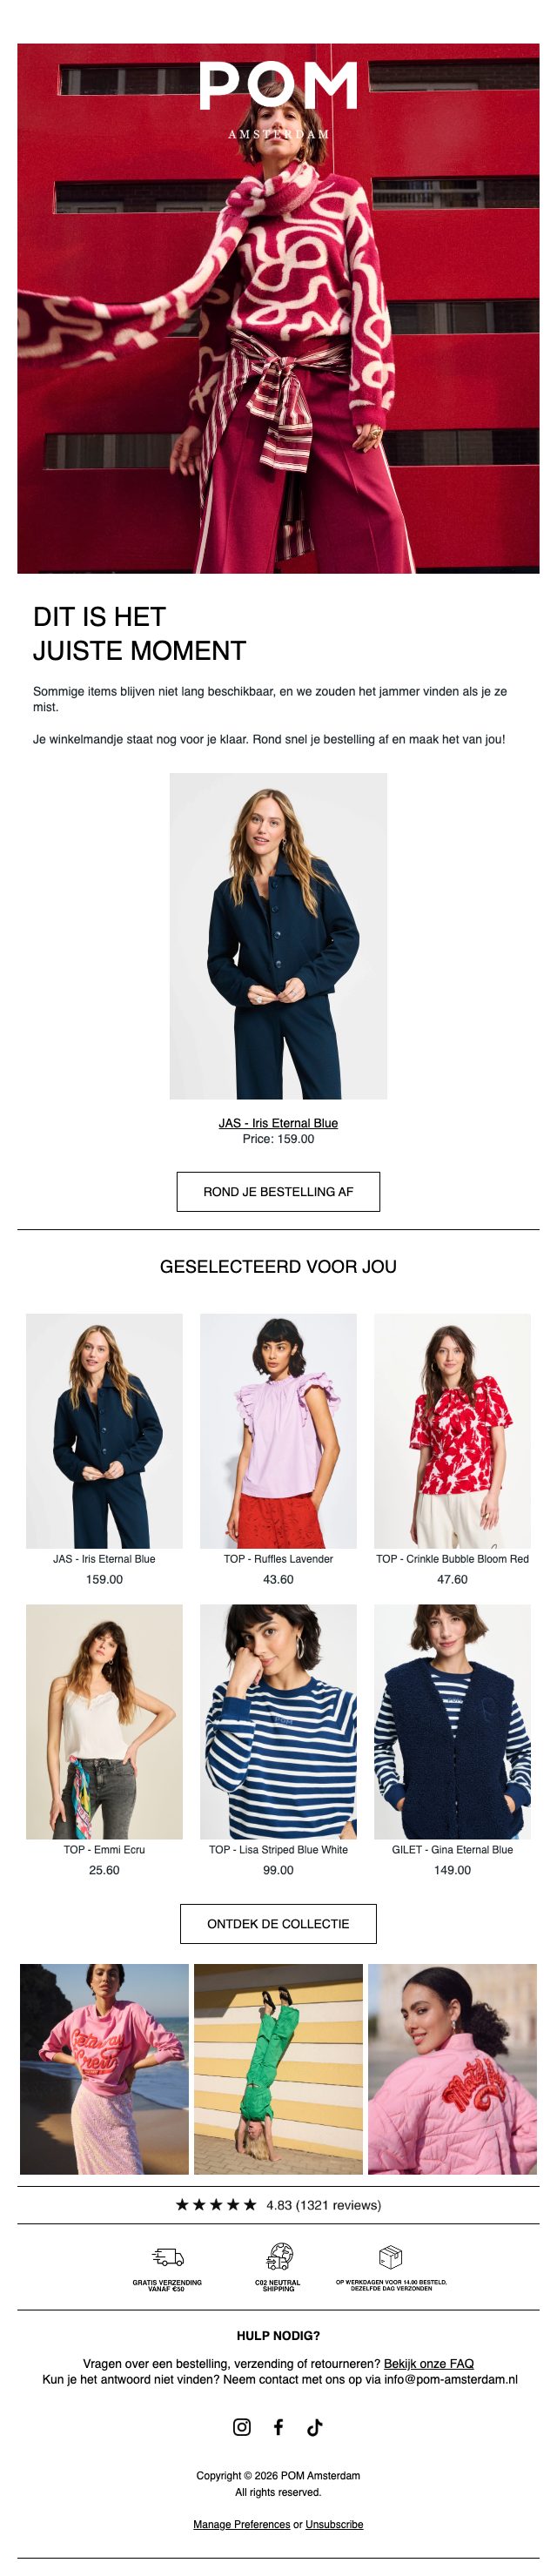 POM
AMSTERDAM
DIT IS HET
JUISTE MOMENT
Sommige items blijven niet lang beschikbaar, en we zouden het jammer vinden als je ze
mist.
Je winkelmandje staat nog voor je klaar. Rond snel je bestelling af en maak het van jou!
JAS - Iris Eternal Blue
Price: 159.00
ROND JE BESTELLING AF
GESELECTEERD VOOR JOU
JAS - Iris Eternal Blue
TOP - Ruffles Lavender
TOP - Crinkle Bubble Bloom Red
159.00
43.60
47.60
POM
TOP - Emmi Ecru
TOP - Lisa Striped Blue White
GILET - Gina Eternal Blue
25.60
99.00
149.00
ONTDEK DE COLLECTIE
★★★★★ 4.83 (1321 reviews)
GRATIS VERZENDING
VANAF €50
C02 NEUTRAL
SHIPPING
OP WERKDAGEN VOOR 14.00 BESTELD,
DEZELFDE DAG VERZONDEN
HULP NODIG?
Vragen over een bestelling, verzending of retourneren? Bekijk onze FAQ
Kun je het antwoord niet vinden? Neem contact met ons op via info@pom-amsterdam.nl
Copyright © 2026 POM Amsterdam
All rights reserved.
Manage Preferences or Unsubscribe